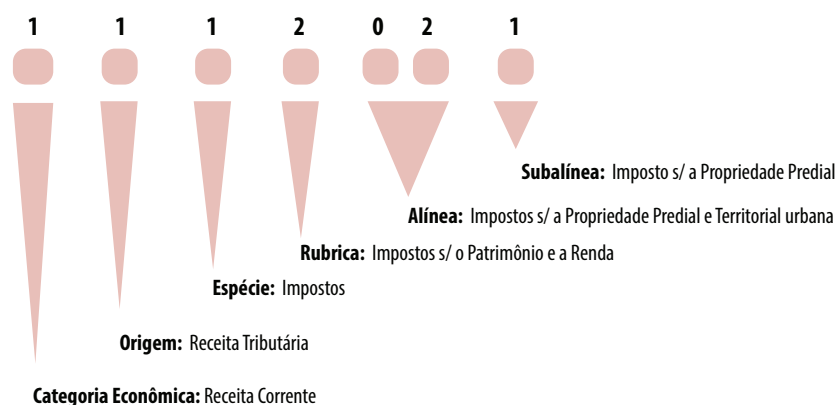 1 1 1 2 0 2 1
Subalínea: Imposto s/ a Propriedade Predial
Alínea: Impostos s/ a Propriedade Predial e Territorial urbana
Rubrica: Impostos s/ o Patrimônio e a Renda
Espécie: Impostos
Origem: Receita Tributária
Categoria Econômica: Receita Corrente